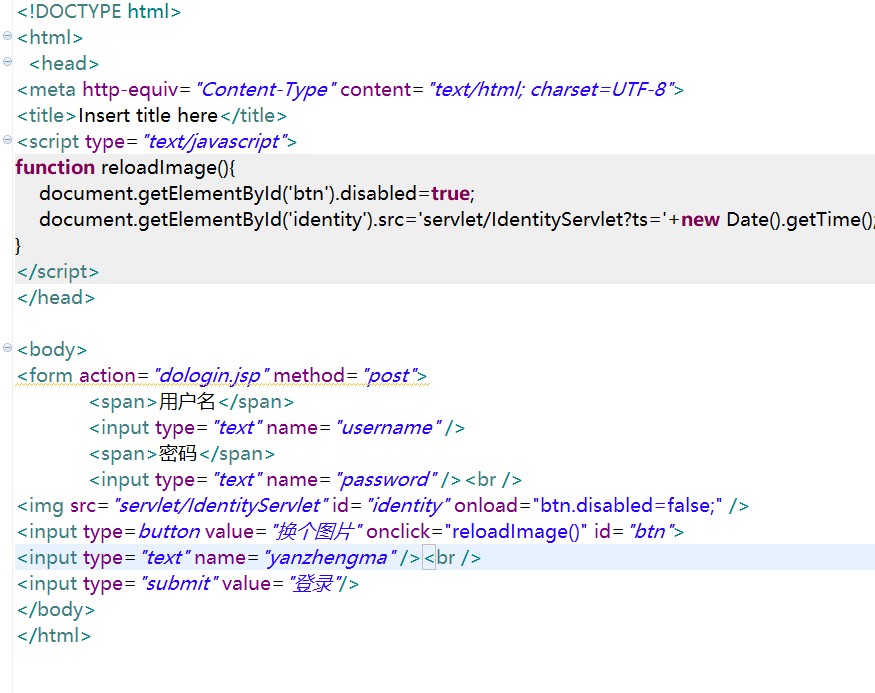 <!DOCTYPE html>
<html>
<head>
<meta http-equiv="Content-Type" content="text/html; charset=UTF-8">
<title>Insert title here</title>
<script type="text/javascript">
function reloadImage(){
document.getElementById('btn').disabled=true;
document.getElementById('identity').src='servlet/IdentityServlet?ts='+new Date().getTime();
}
</script>
</head>
<body>
<form action="dologin.jsp" method="post">
<span>用户名</span>
<input type="text" name="username" />
<span>密码</span>
<input type="text" name="password" /><br />
<img src="servlet/IdentityServlet" id="identity" onload="btn.disabled=false;" />
<input type=button value="换个图片" onclick="reloadImage()" id="btn">
<input type="text" name="yanzhengma" /><br />
<input type="submit" value="登录"/>
</body>
</html>